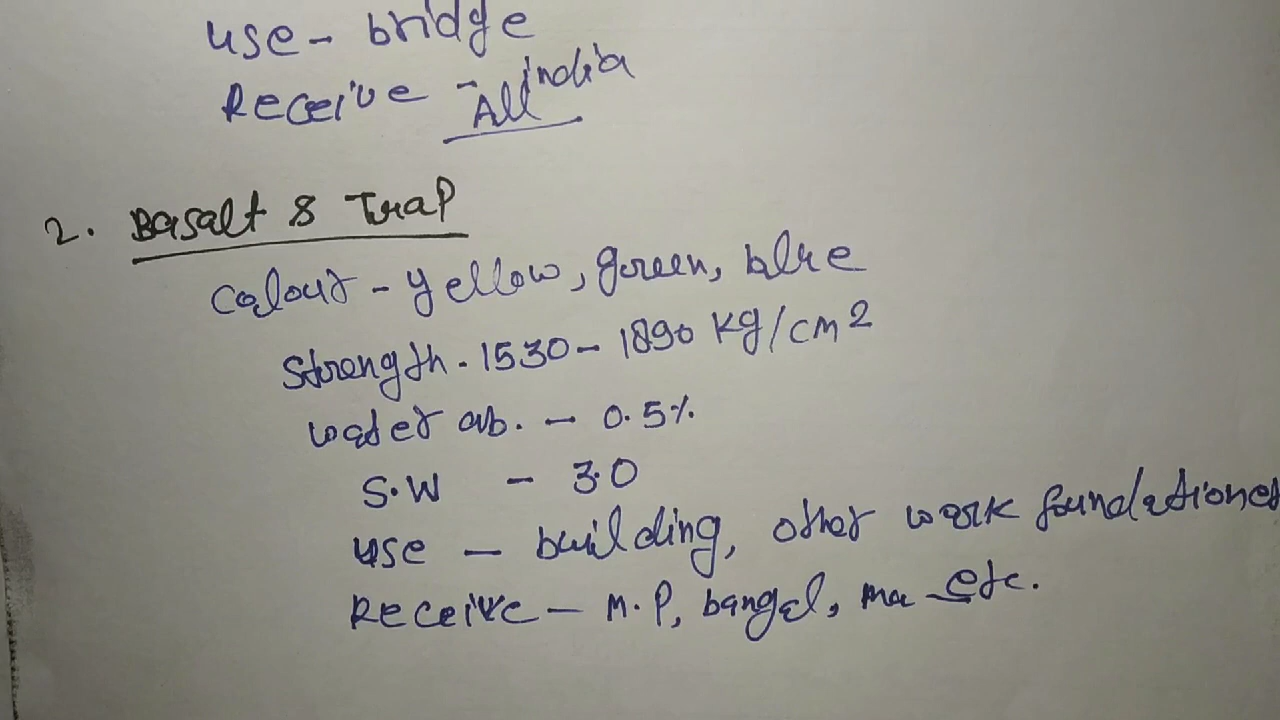 use - bridge
Receive - All india
2. Basalt & Trap
Colour - yellow, green, blue
Strength - 1530 - 1890 kg/cm2
water ab. - 0.5%
S.W - 3.0
use - building, other work foundationes
Receive - M.P, bangal, ma etc.